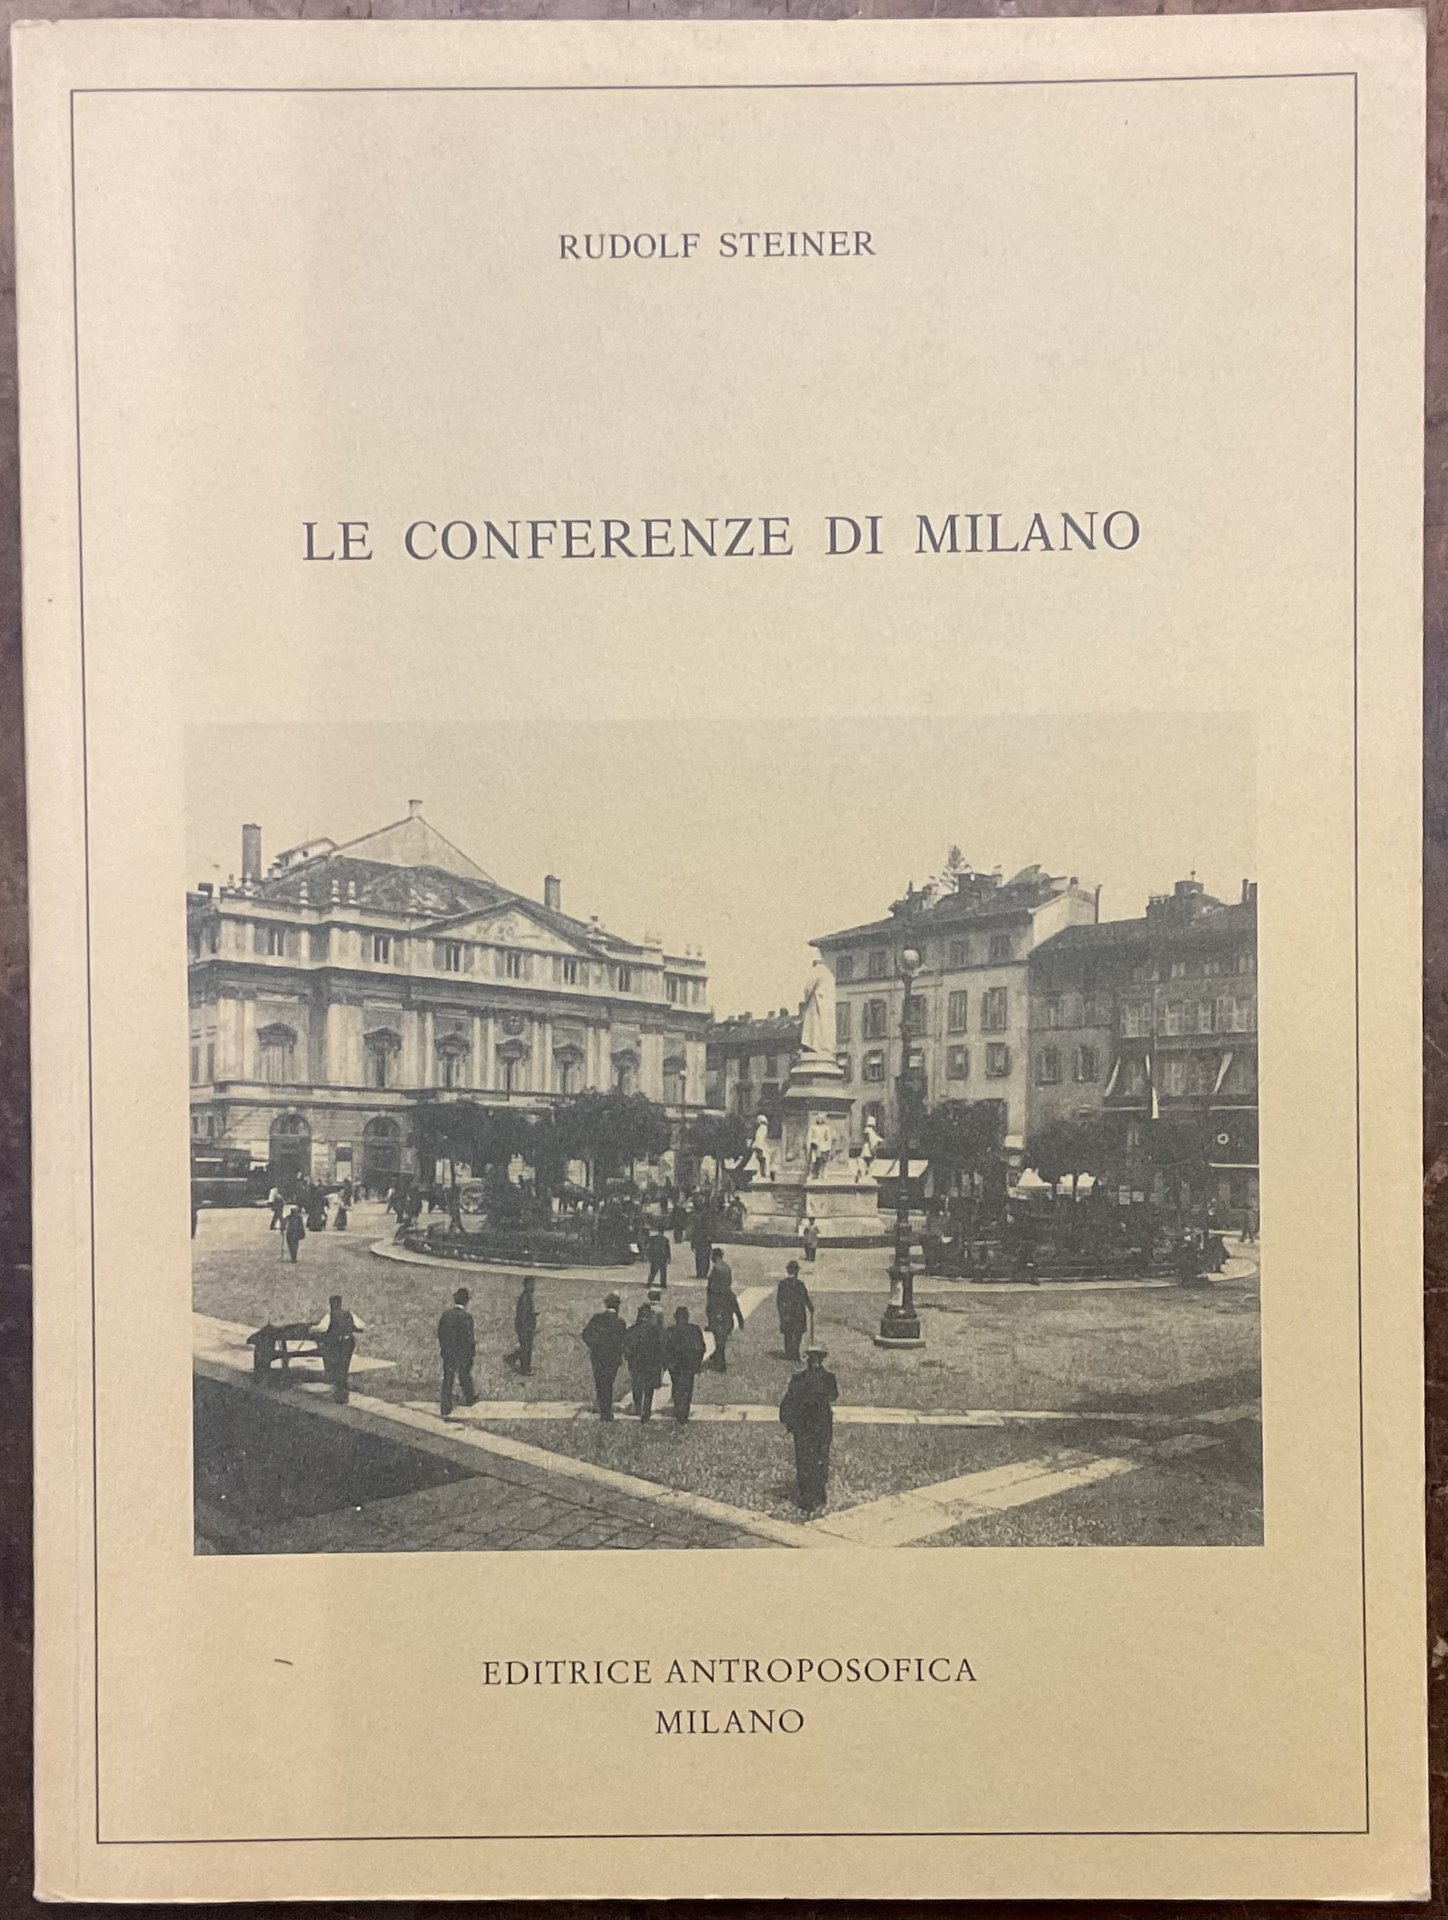 RUDOLF STEINER
LE CONFERENZE DI MILANO
EDITRICE ANTROPOSOFICA
MILANO